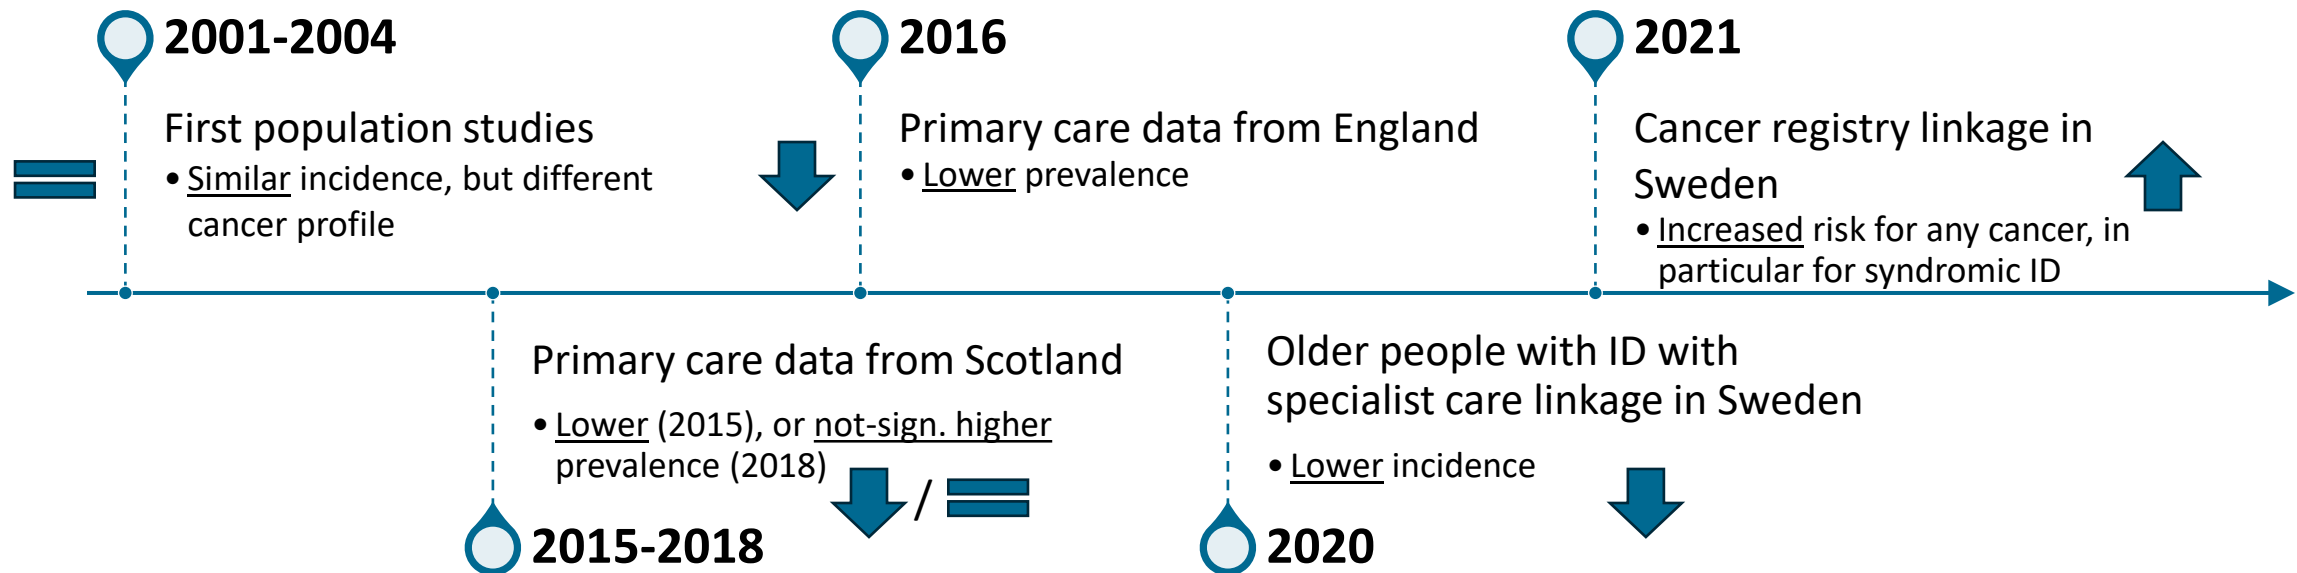 2001-2004
First population studies
• Similar incidence, but different
cancer profile
2015-2018
Primary care data from Scotland
• Lower (2015), or not-sign. higher
prevalence (2018)
/
2016
Primary care data from England
• Lower prevalence
2020
Older people with ID with
specialist care linkage in Sweden
• Lower incidence
2021
Cancer registry linkage in
Sweden
• Increased risk for any cancer, in
particular for syndromic ID